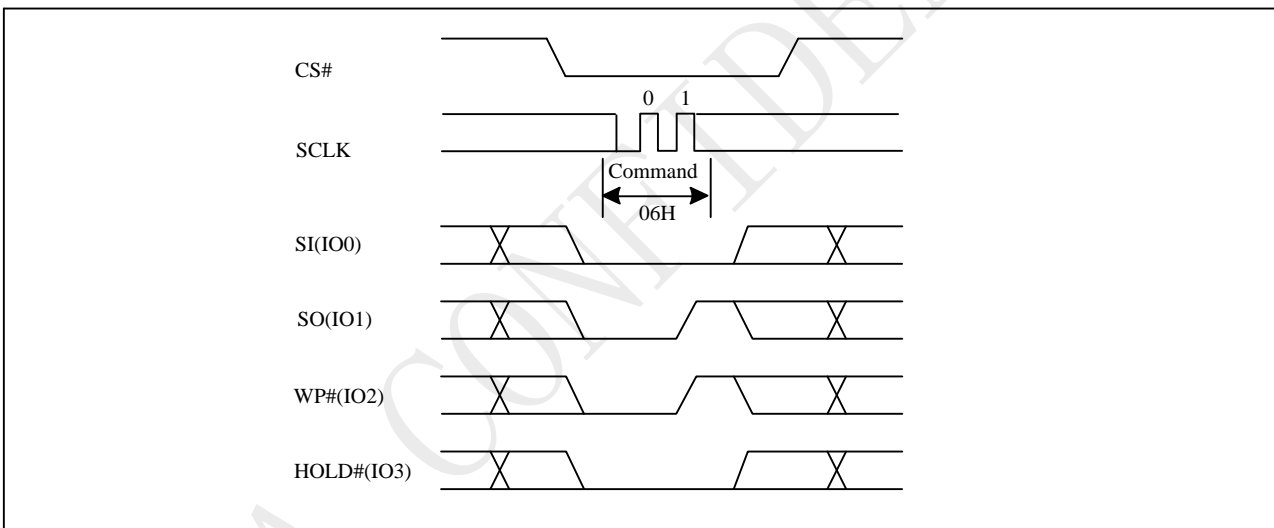 CS#
0 1
SCLK
Command
06H
SI(IO0)
SO(IO1)
WP#(IO2)
HOLD#(IO3)